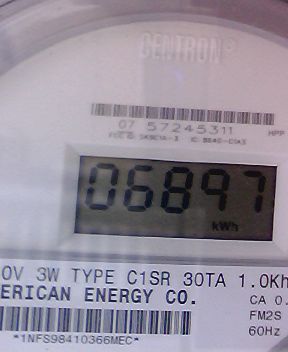 CENTRON®
07 57245311
HPP
06897
kWh
0V 3W TYPE C1SR 30TA 1.0Kh
ERICAN ENERGY CO.
CA 0.
FM2S
60Hz
*1NFS98410366MEC*